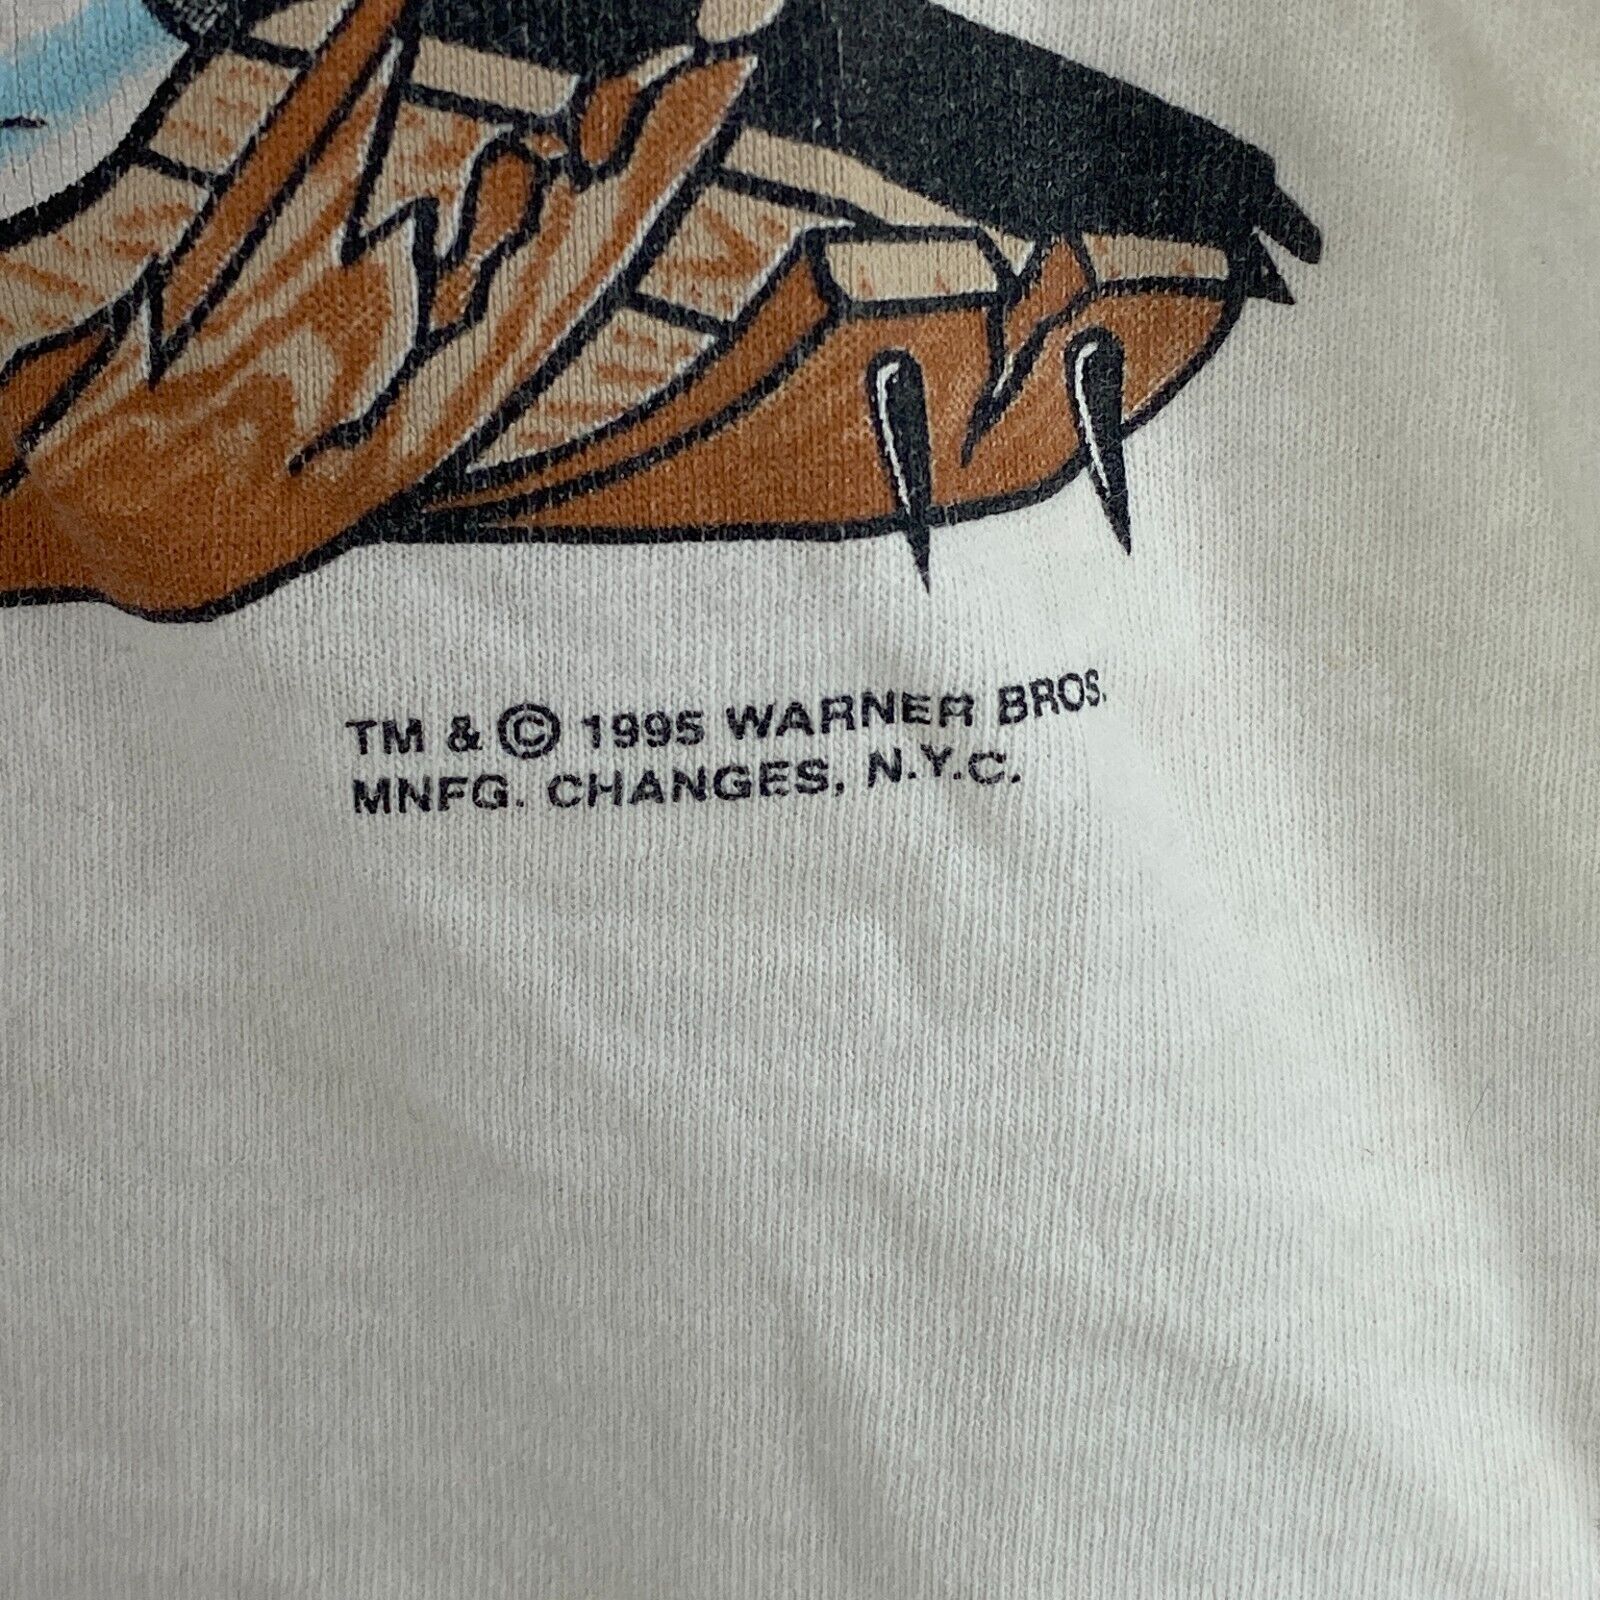 TM & © 1995 WARNER BROS.
MNFG. CHANGES, N.Y.C.